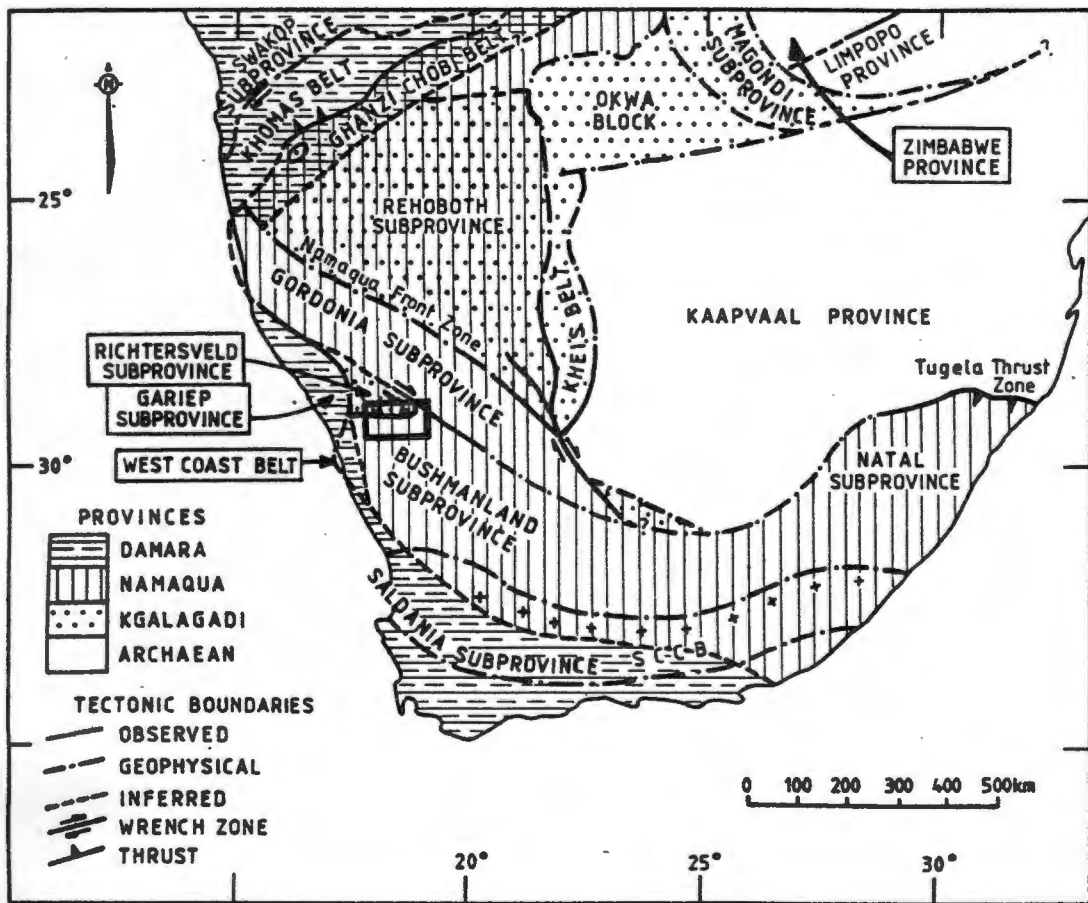 SWAKOP
SUBPROVINCE
KHOMAS BELT
GHANZI CHOBI BELT
?
MAGONDI
SUBPROVINCE
LIMPOPO
PROVINCE
?
N
OKWA
BLOCK
ZIMBABWE
PROVINCE
25°
REHOBOTH
SUBPROVINCE
Namaqua Front Zone
GORDONIA
SUBPROVINCE
KHEIS BELT
KAAPVAAL PROVINCE
RICHTERSVELD
SUBPROVINCE
GARIEP
SUBPROVINCE
Tugela Thrust
Zone
WEST COAST BELT
30°
BUSHMANLAND
SUBPROVINCE
NATAL
SUBPROVINCE
?
PROVINCES
DAMARA
NAMAQUA
KGALAGADI
ARCHAEAN
SALDANIA SUBPROVINCE
S C C B
TECTONIC BOUNDARIES
OBSERVED
GEOPHYSICAL
INFERRED
WRENCH ZONE
THRUST
0 100 200 300 400 500km
20° 25° 30°